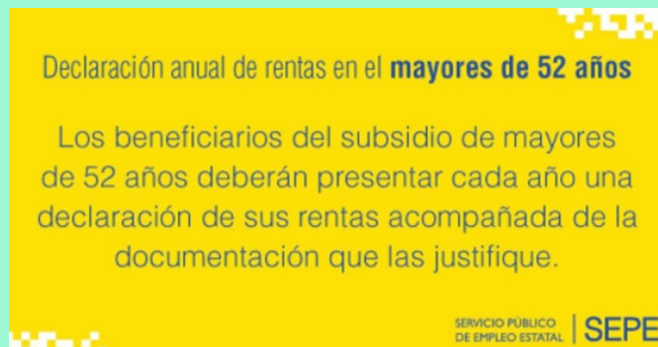 Declaración anual de rentas en el mayores de 52 años
Los beneficiarios del subsidio de mayores
de 52 años deberán presentar cada año una
declaración de sus rentas acompañada de la
documentación que las justifique.
SERVICIO PÚBLICO
DE EMPLEO ESTATAL
SEPE